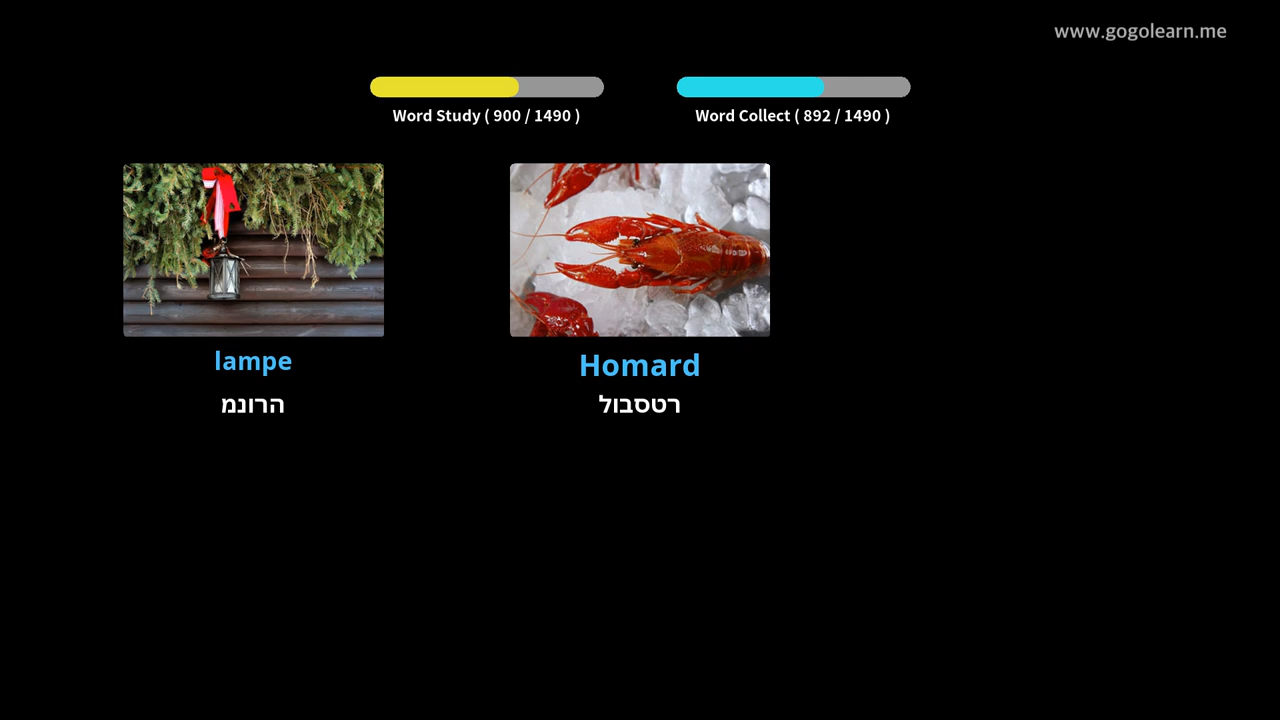 www.gogolearn.me
Word Study ( 900 / 1490 )
Word Collect ( 892 / 1490 )
lampe
הרונמ
Homard
רטסבול